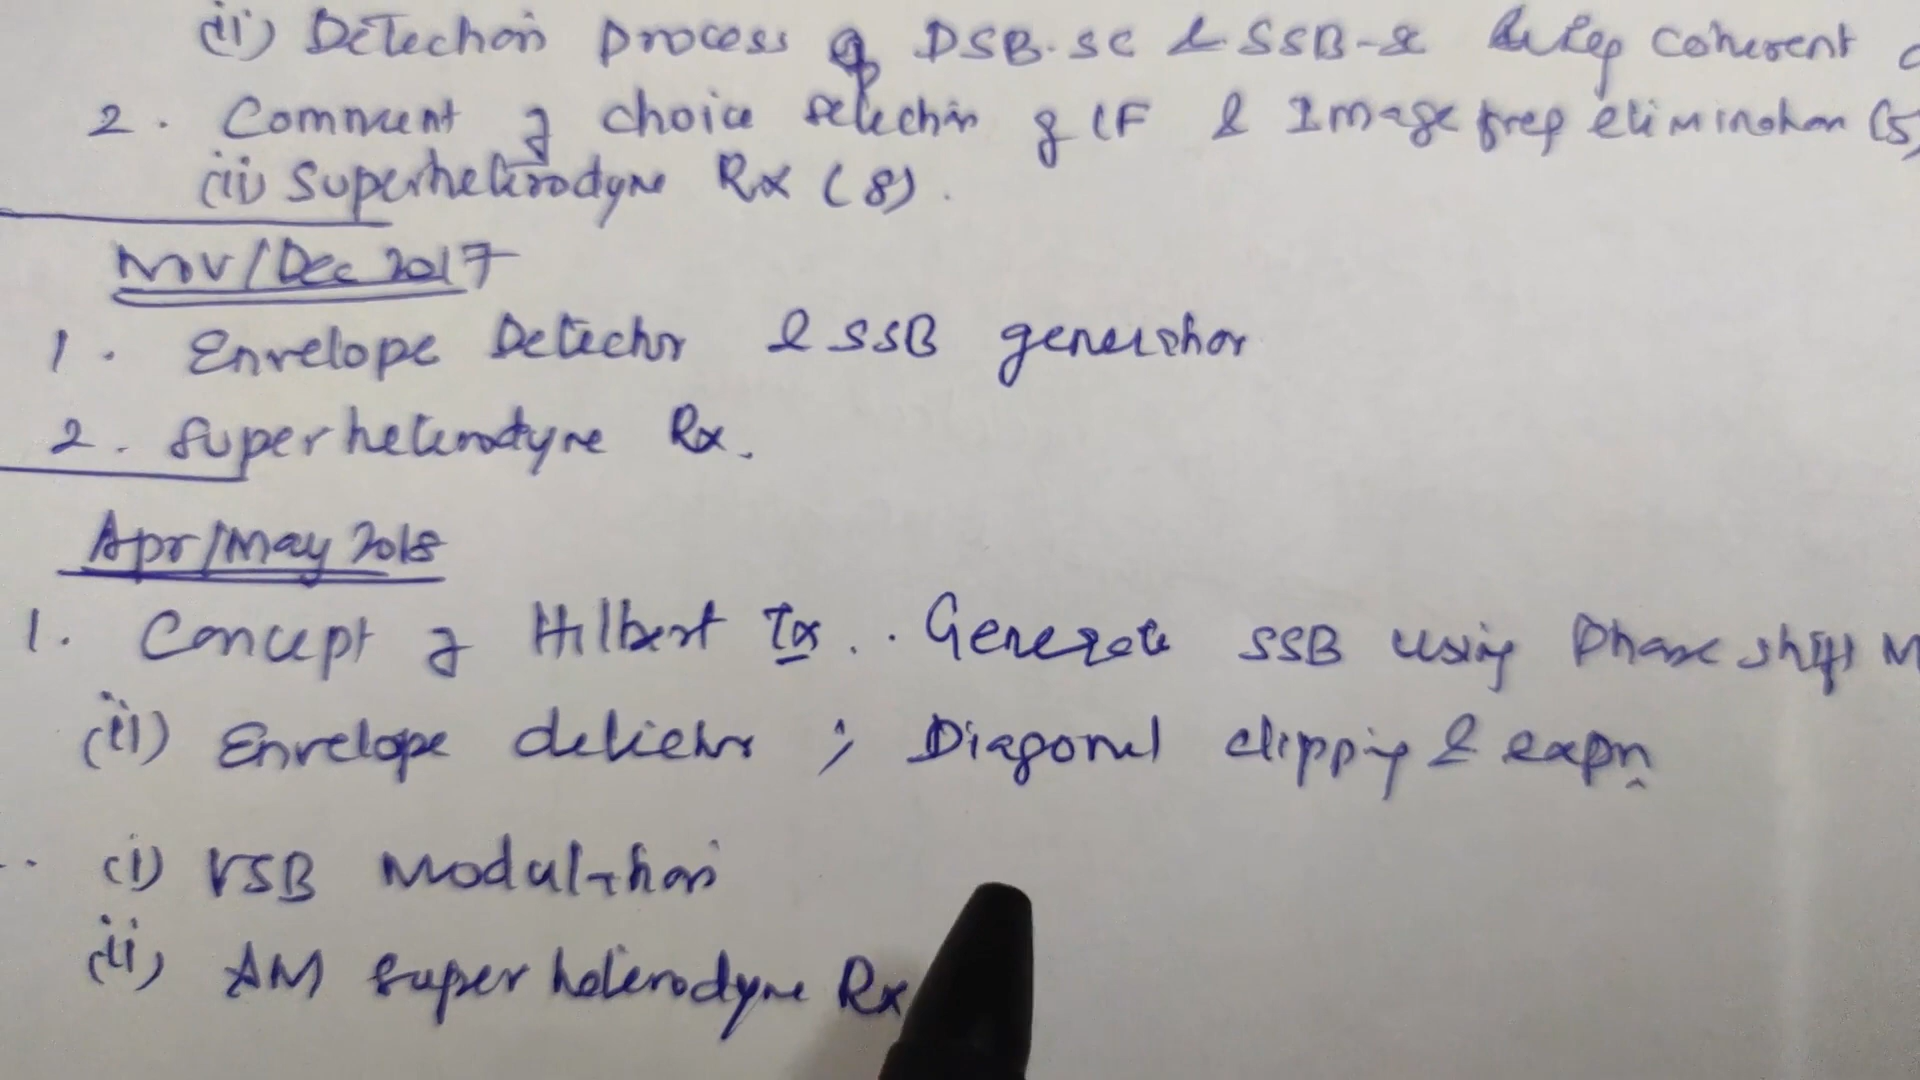 (ii) Detection process of DSB-SC & SSB-SC coherent
2. Comment of choice selection of IF & Image freq elimination (5)
(ii) Superheterodyne Rx (8).
Nov/Dec 2017
1. Envelope Detector & SSB generator
2. Superheterodyne Rx.
Apr/May 2018
1. Concept of Hilbert Tx.. Generate SSB using Phase shift M
(ii) Envelope detector ; Diagonal clipping & expn
(i) VSB Modulation
(ii) AM Superheterodyne Rx